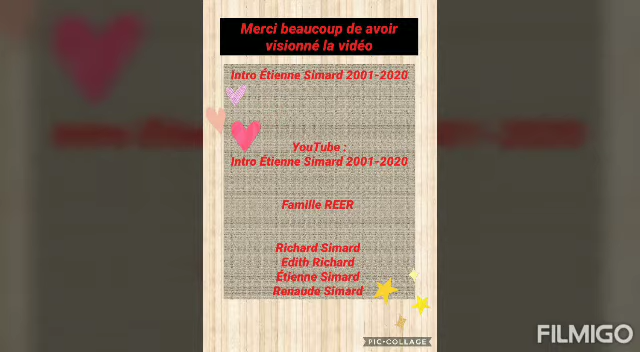 Merci beaucoup de avoir
visionné la vidéo
Intro Étienne Simard 2001-2020
YouTube :
Intro Étienne Simard 2001-2020
Famille REER
Richard Simard
Edith Richard
Étienne Simard
Renaude Simard
PIC•COLLAGE
FILMIGO